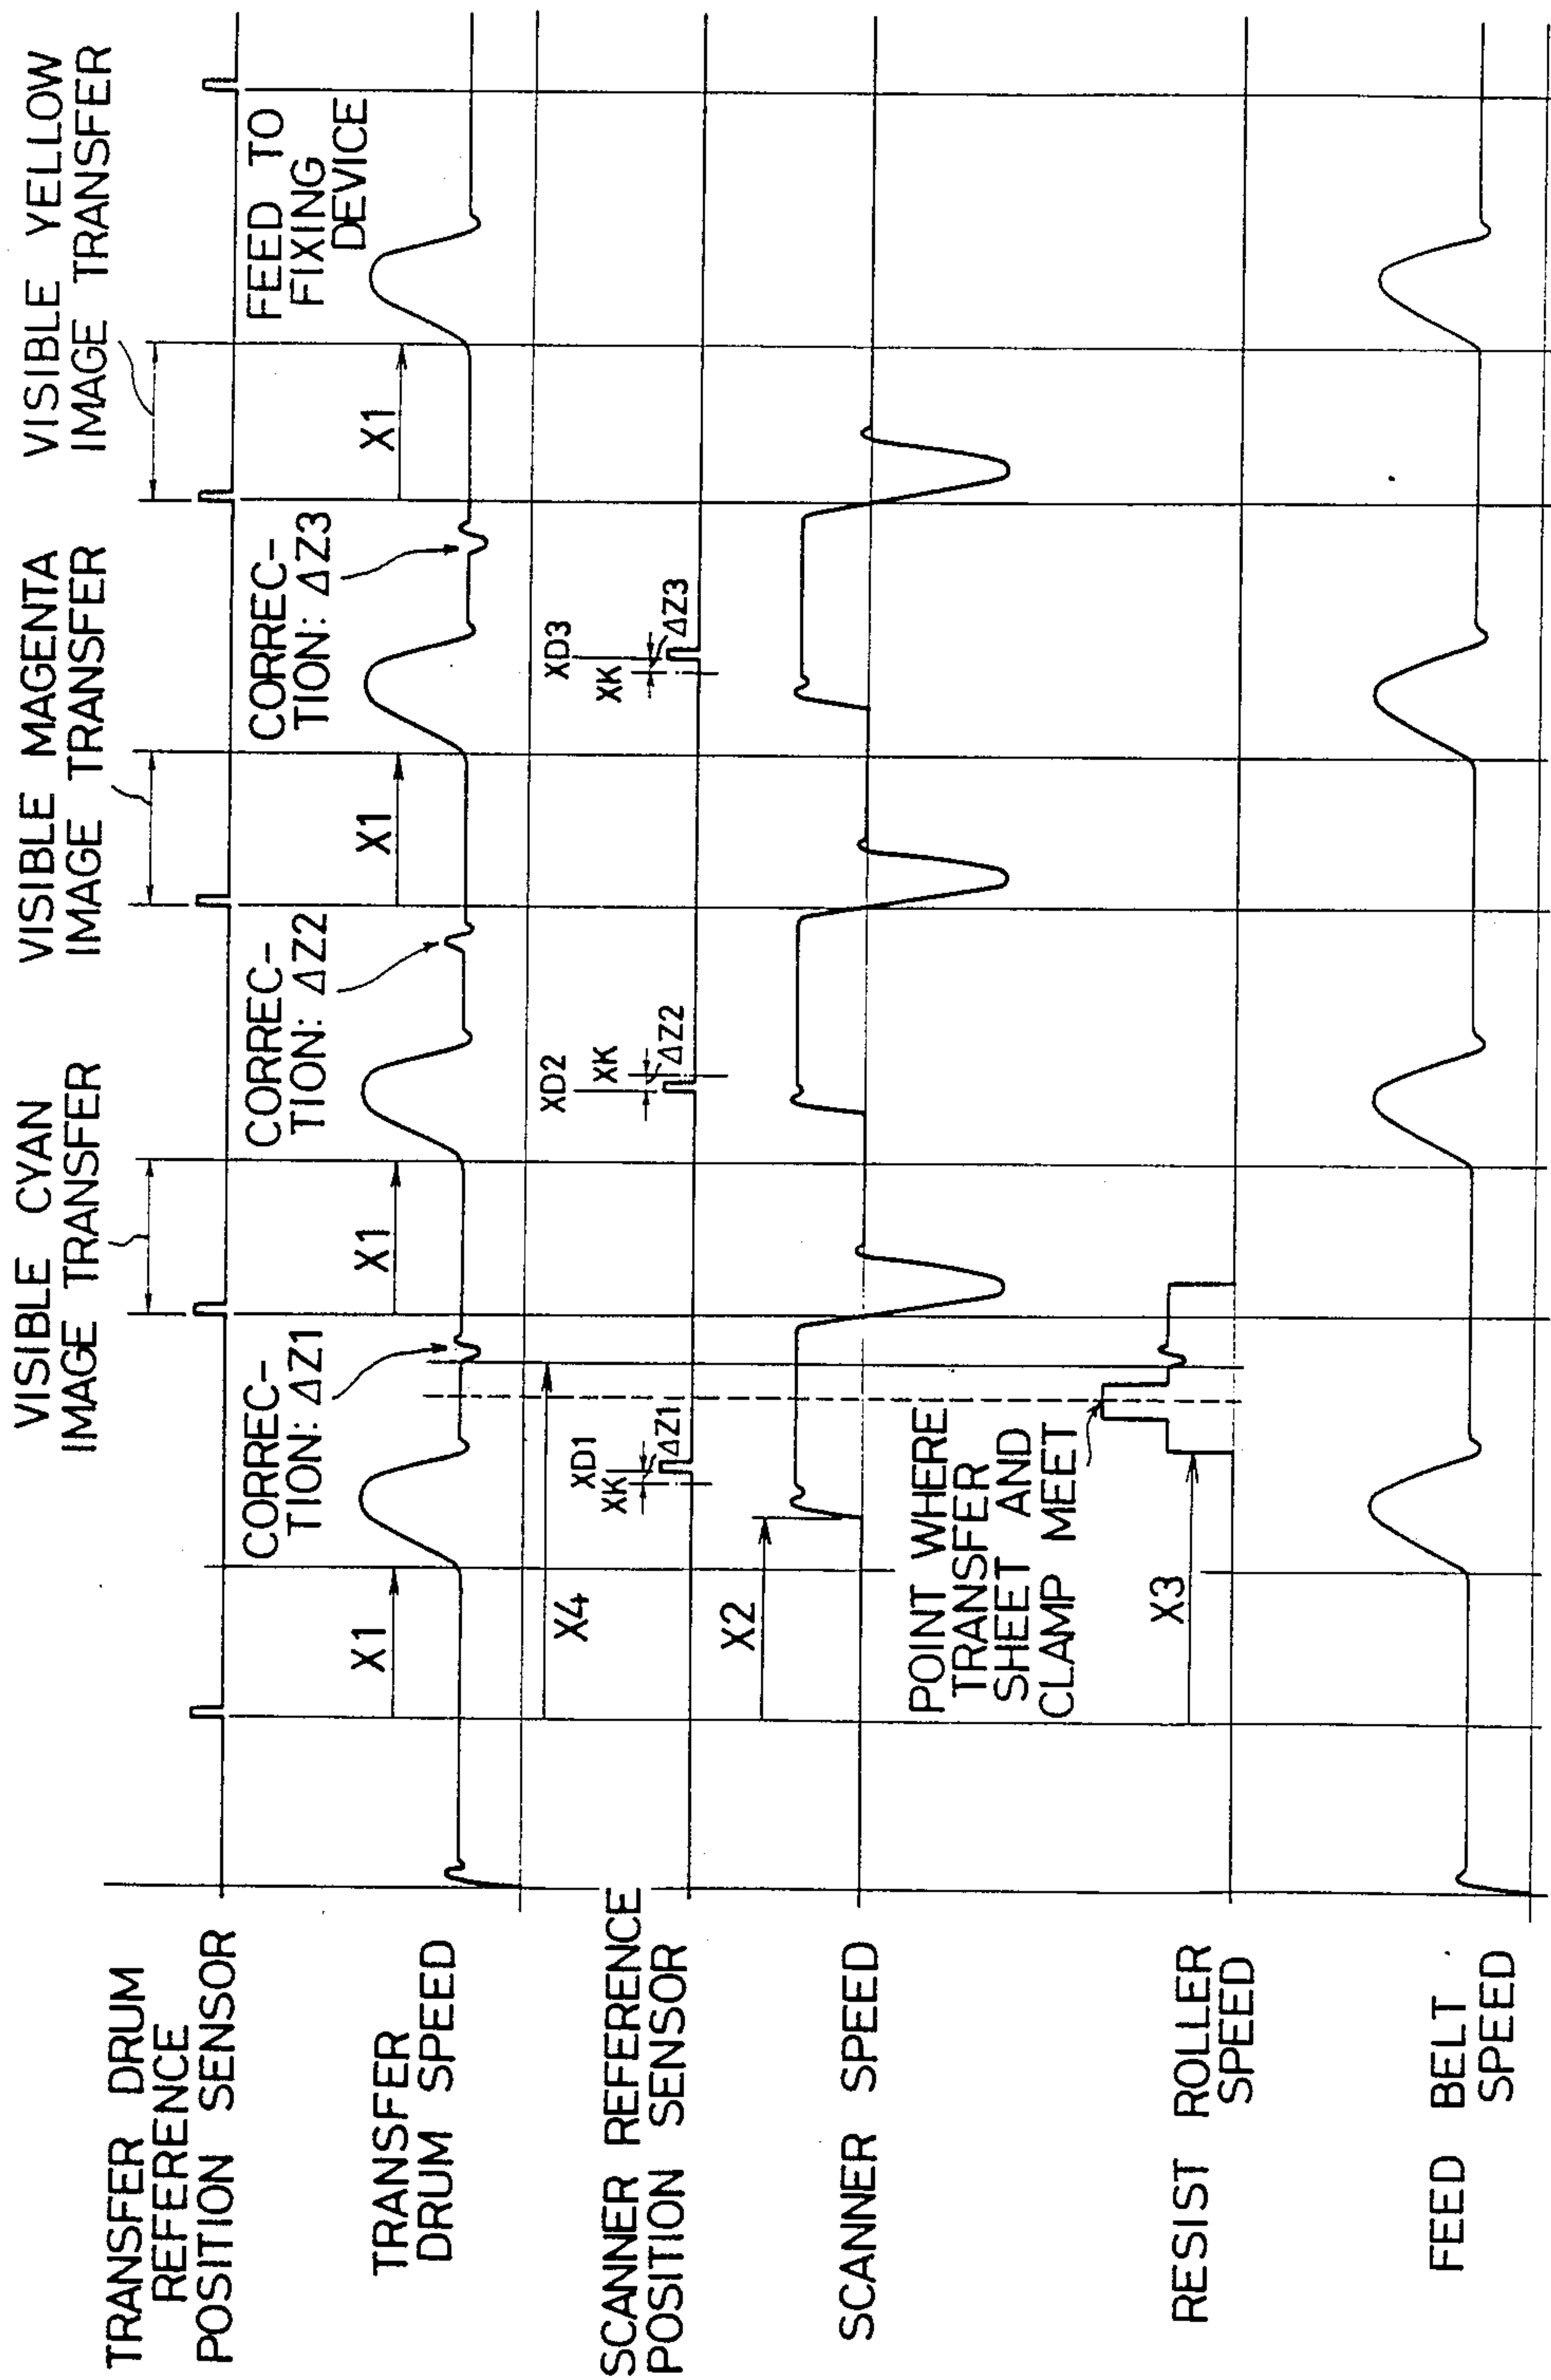 VISIBLE CYAN
IMAGE TRANSFER
VISIBLE MAGENTA
IMAGE TRANSFER
VISIBLE YELLOW
IMAGE TRANSFER
TRANSFER DRUM
REFERENCE
POSITION SENSOR
CORREC-
TION: ΔZ1
CORREC-
TION: ΔZ2
CORREC-
TION: ΔZ3
FEED TO
FIXING
DEVICE
TRANSFER
DRUM SPEED
X1
X1
X1
X1
X4
SCANNER REFERENCE
POSITION SENSOR
XD1
XK
ΔZ1
XD2
XK
ΔZ2
XD3
XK
ΔZ3
SCANNER SPEED
X2
POINT WHERE
TRANSFER
SHEET AND
CLAMP MEET
RESIST ROLLER
SPEED
X3
FEED BELT
SPEED